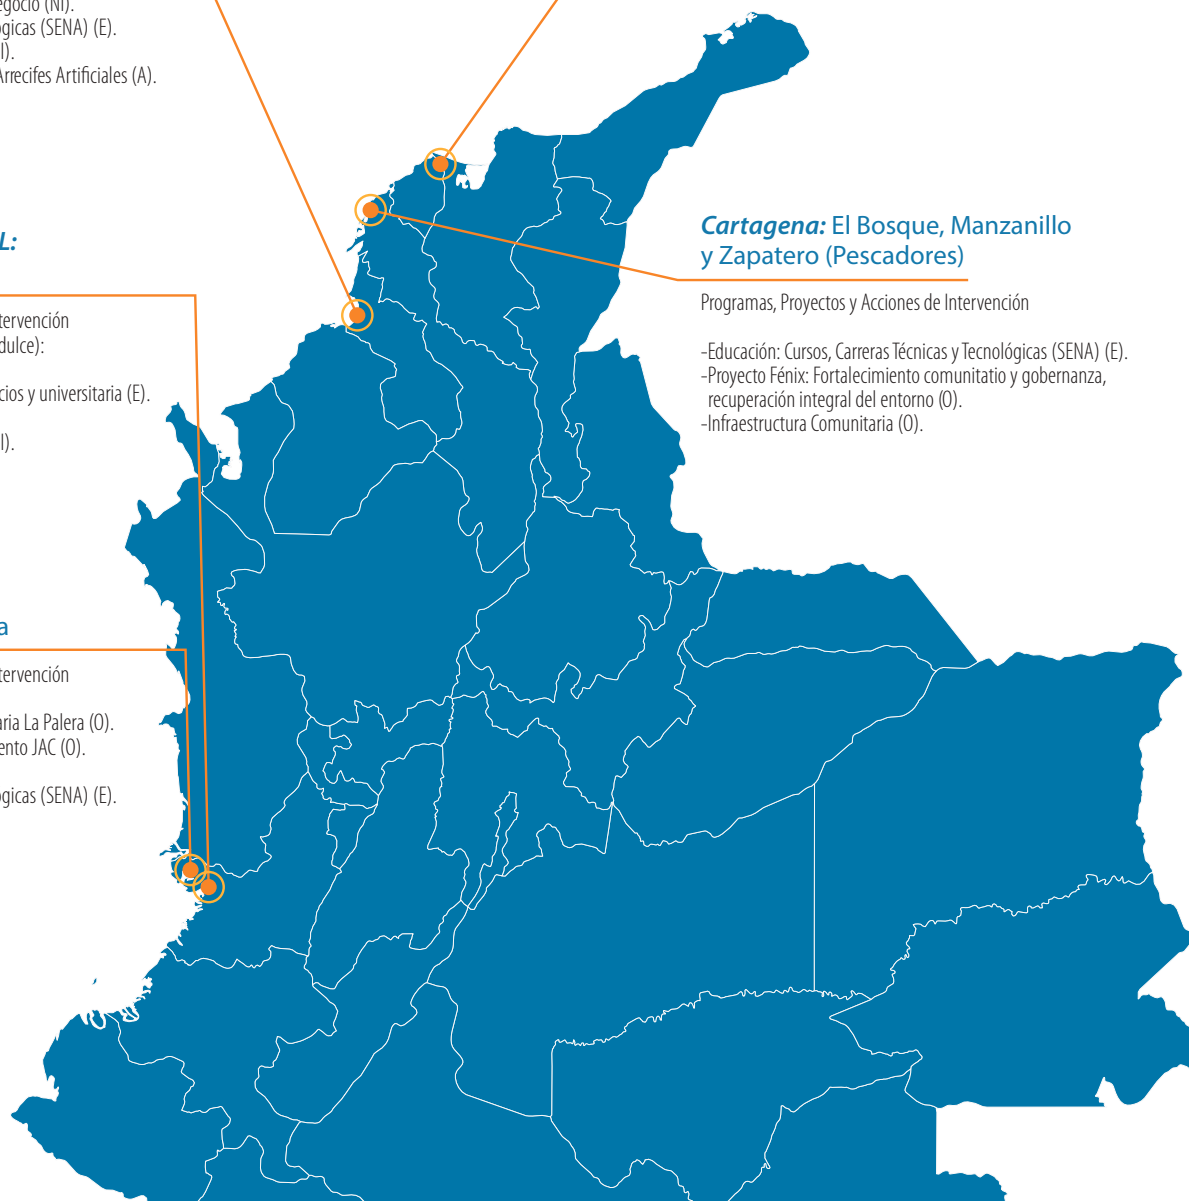 egocio (NI).
ógicas (SENA) (E).
I).
Arrecifes Artificiales (A).
L:
tervención
dulce):
cios y universitaria (E).
I).
a
tervención
aria La Palera (O).
ento JAC (O).
ógicas (SENA) (E).
Cartagena: El Bosque, Manzanillo
y Zapatero (Pescadores)
Programas, Proyectos y Acciones de Intervención
-Educación: Cursos, Carreras Técnicas y Tecnológicas (SENA) (E).
-Proyecto Fénix: Fortalecimiento comunitatio y gobernanza,
recuperación integral del entorno (O).
-Infraestructura Comunitaria (O).